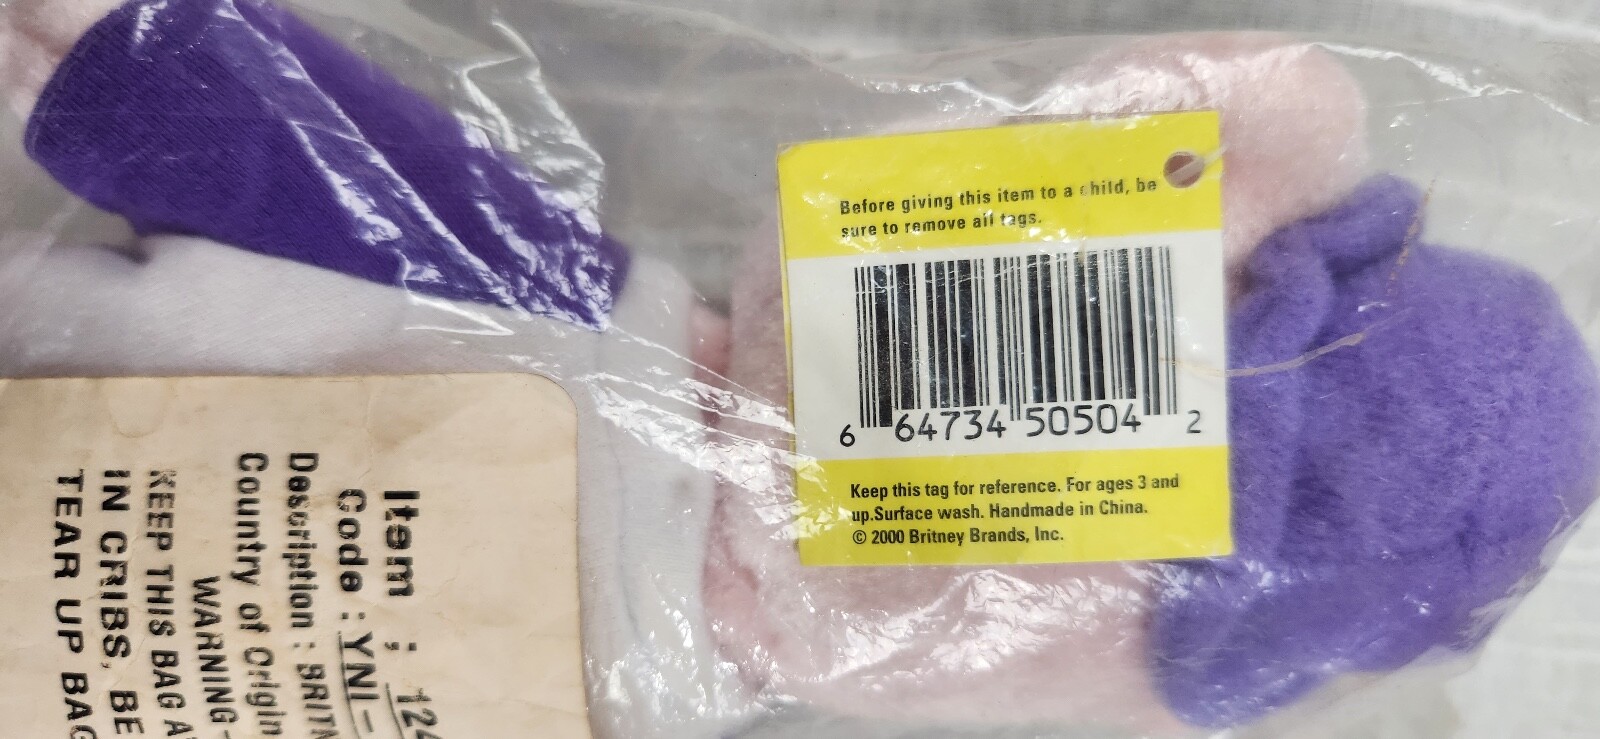 Before giving this item to a child, be
sure to remove all tags.
6 64734 50504 2
Keep this tag for reference. For ages 3 and
up.Surface wash. Handmade in China.
© 2000 Britney Brands, Inc.
Item : 124
Code : YNL-
Description : BRITN
Country of Origin
WARNING-
KEEP THIS BAG A
IN CRIBS, BE
TEAR UP BAG